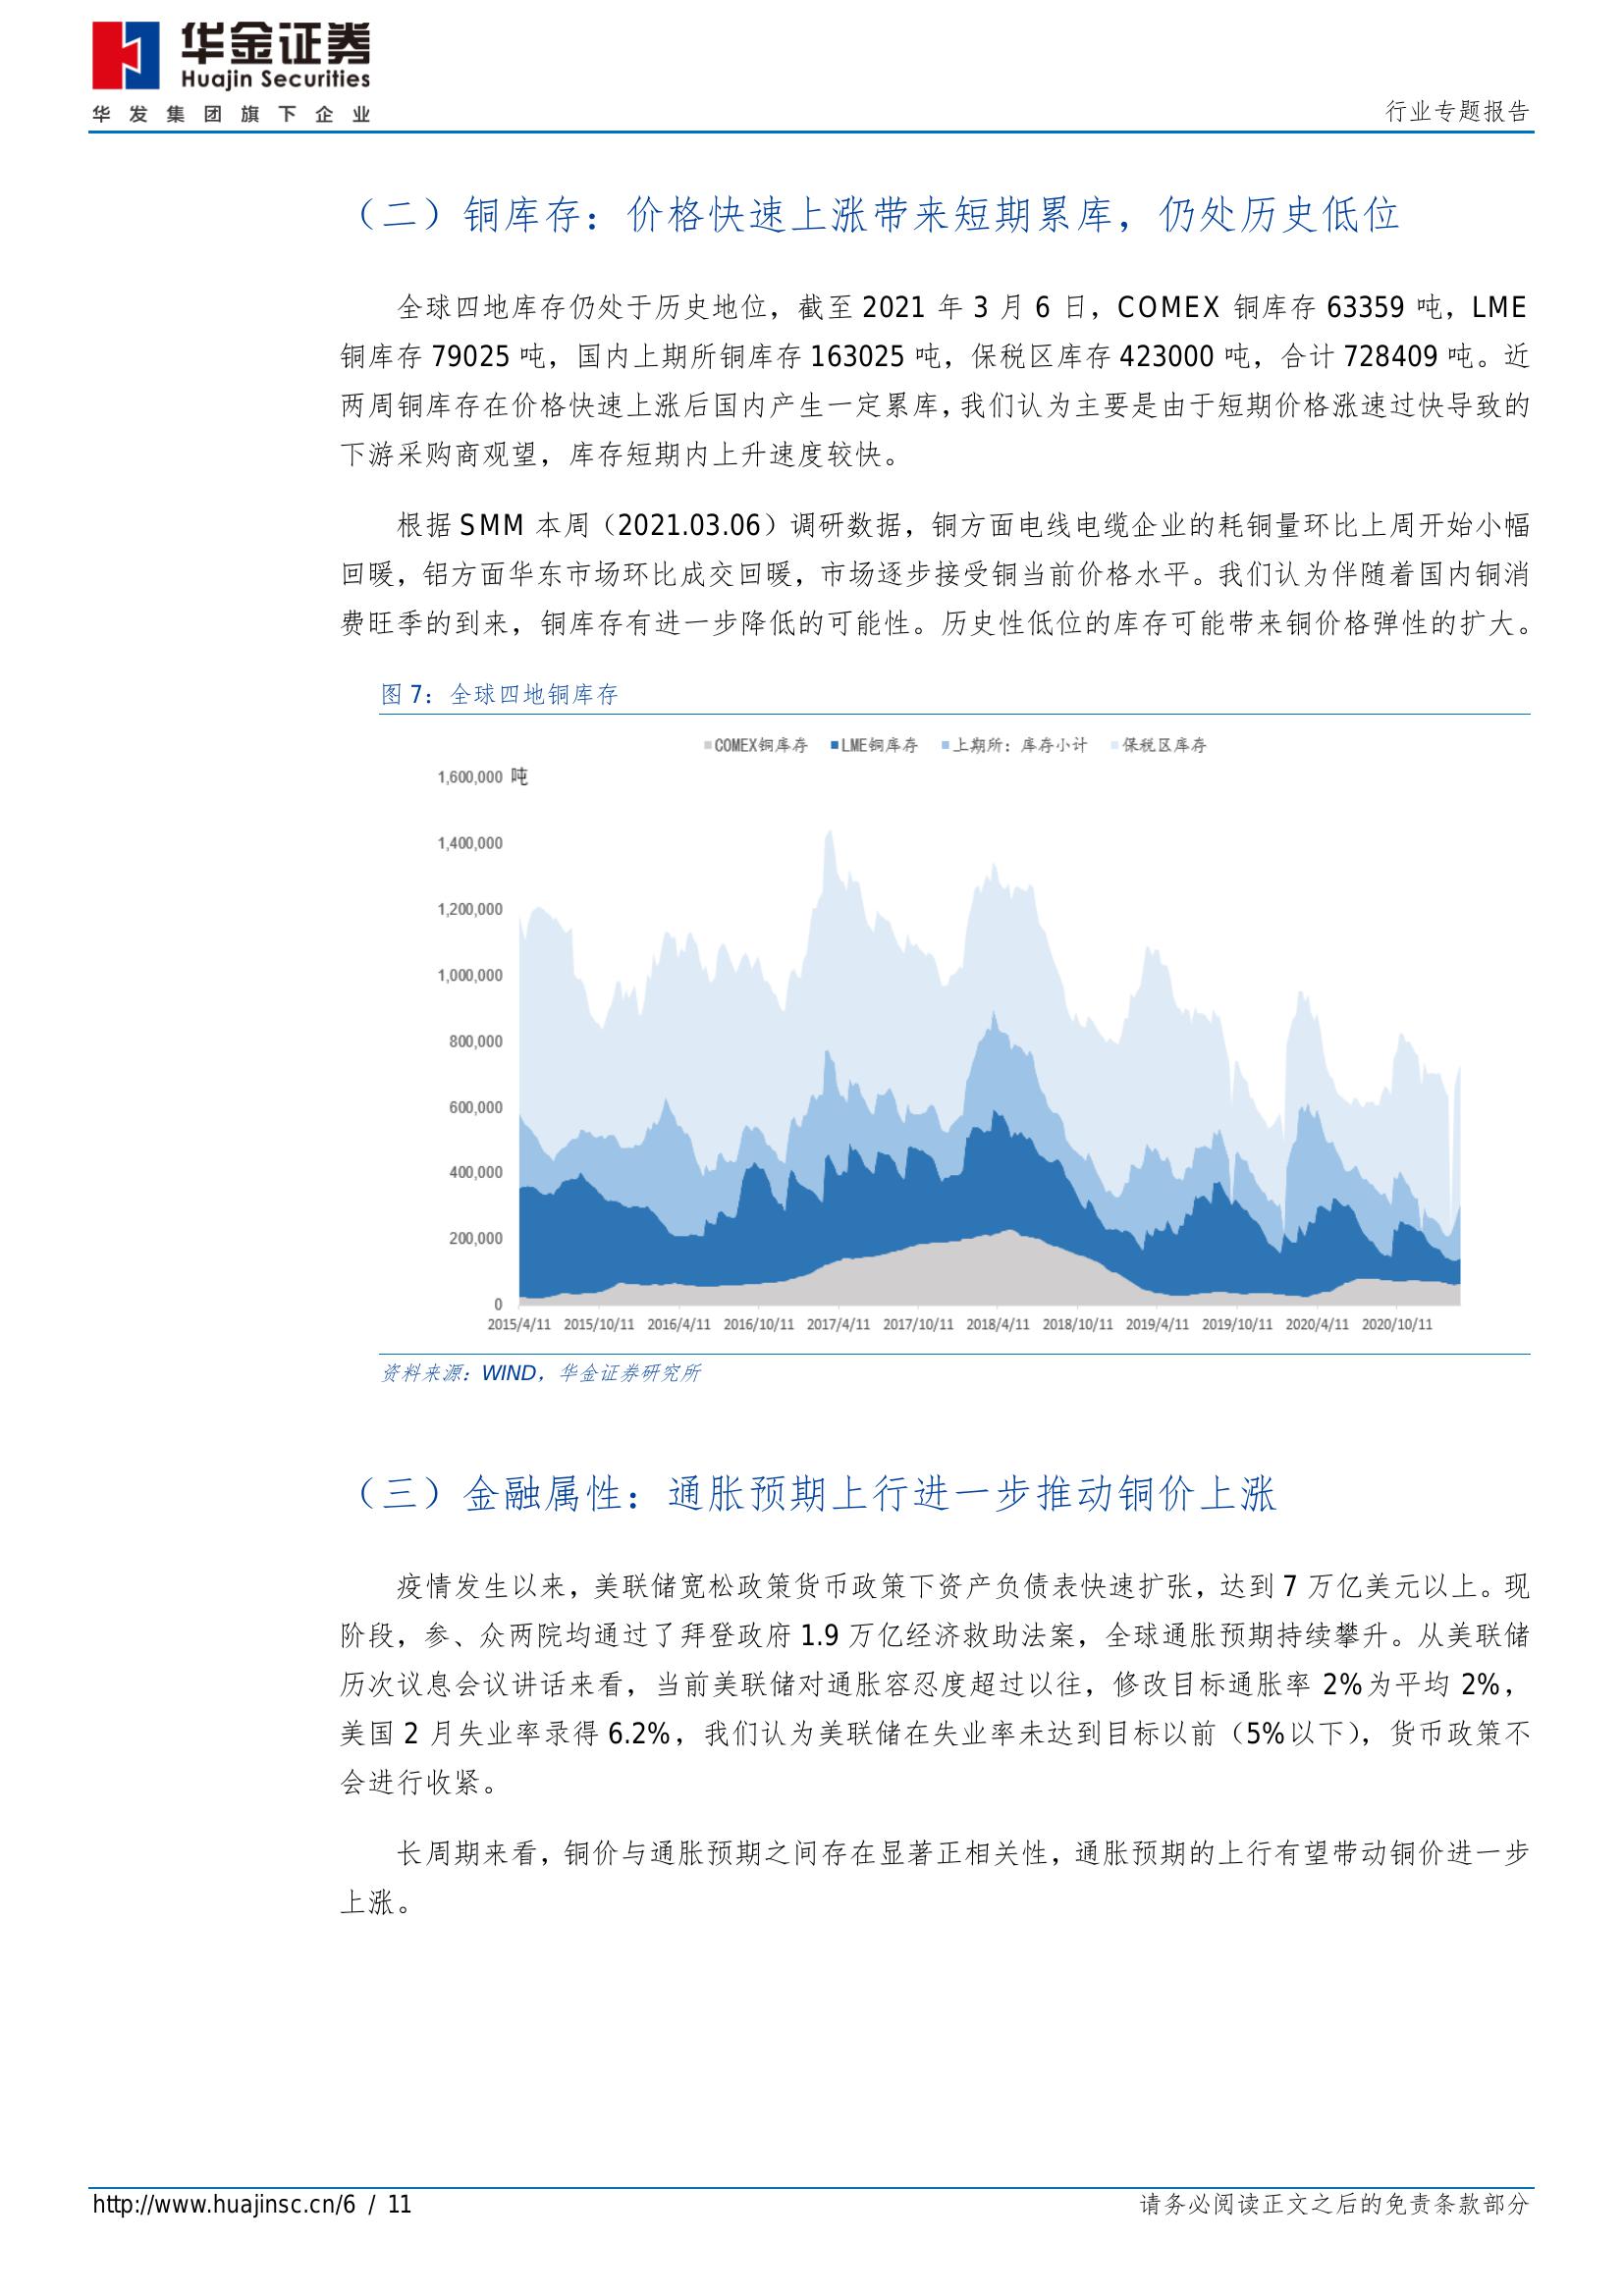 华金证券
Huajin Securities
华发集团旗下企业
行业专题报告
（二）铜库存：价格快速上涨带来短期累库，仍处历史低位
全球四地库存仍处于历史地位，截至 2021 年 3 月 6 日，COMEX 铜库存 63359 吨，LME
铜库存 79025 吨，国内上期所铜库存 163025 吨，保税区库存 423000 吨，合计 728409 吨。近
两周铜库存在价格快速上涨后国内产生一定累库，我们认为主要是由于短期价格涨速过快导致的
下游采购商观望，库存短期内上升速度较快。
根据 SMM 本周（2021.03.06）调研数据，铜方面电线电缆企业的耗铜量环比上周开始小幅
回暖，铝方面华东市场环比成交回暖，市场逐步接受铜当前价格水平。我们认为伴随着国内铜消
费旺季的到来，铜库存有进一步降低的可能性。历史性低位的库存可能带来铜价格弹性的扩大。
图 7：全球四地铜库存
COMEX铜库存 LME铜库存 上期所：库存小计 保税区库存
1,600,000 吨
1,400,000
1,200,000
1,000,000
800,000
600,000
400,000
200,000
0
2015/4/11 2015/10/11 2016/4/11 2016/10/11 2017/4/11 2017/10/11 2018/4/11 2018/10/11 2019/4/11 2019/10/11 2020/4/11 2020/10/11
资料来源：WIND，华金证券研究所
（三）金融属性：通胀预期上行进一步推动铜价上涨
疫情发生以来，美联储宽松政策货币政策下资产负债表快速扩张，达到 7 万亿美元以上。现
阶段，参、众两院均通过了拜登政府 1.9 万亿经济救助法案，全球通胀预期持续攀升。从美联储
历次议息会议讲话来看，当前美联储对通胀容忍度超过以往，修改目标通胀率 2%为平均 2%，
美国 2 月失业率录得 6.2%，我们认为美联储在失业率未达到目标以前（5%以下），货币政策不
会进行收紧。
长周期来看，铜价与通胀预期之间存在显著正相关性，通胀预期的上行有望带动铜价进一步
上涨。
http://www.huajinsc.cn/6 / 11
请务必阅读正文之后的免责条款部分